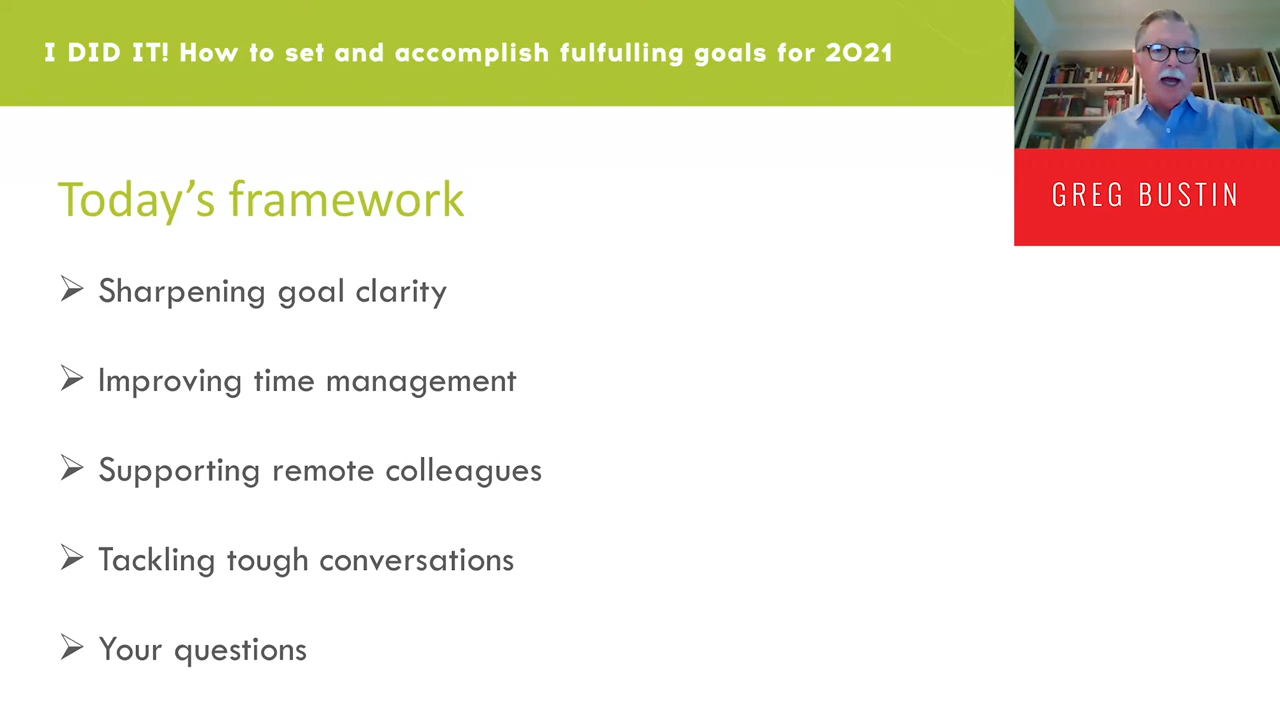 I DID IT! How to set and accomplish fulfulling goals for 2021
GREG BUSTIN
Today's framework
Sharpening goal clarity
Improving time management
Supporting remote colleagues
Tackling tough conversations
Your questions